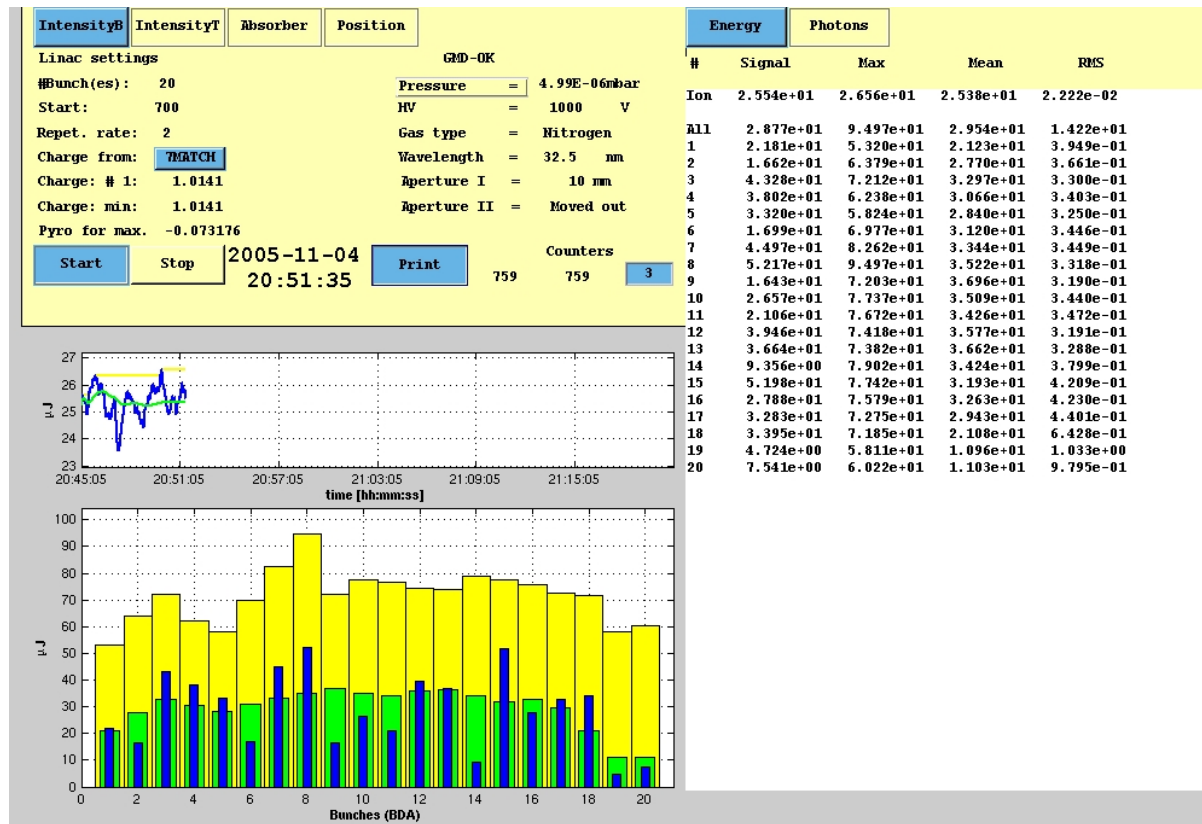 IntensityB IntensityT Absorber Position
Linac settings GMD-OK
#Bunch(es): 20 Pressure = 4.99E-06mbar
Start: 700 HV = 1000 V
Repet. rate: 2 Gas type = Nitrogen
Charge from: 7MATCH Wavelength = 32.5 nm
Charge: # 1: 1.0141 Aperture I = 10 mm
Charge: min: 1.0141 Aperture II = Moved out
Pyro for max. -0.073176
Start Stop 2005-11-04 20:51:35 Print Counters 759 759 3
Energy Photons
# Signal Max Mean RMS
Ion 2.554e+01 2.656e+01 2.538e+01 2.222e-02
All 2.877e+01 9.497e+01 2.954e+01 1.422e-01
1 2.181e+01 5.320e+01 2.123e+01 3.949e-01
2 1.662e+01 6.379e+01 2.770e+01 3.661e-01
3 4.328e+01 7.212e+01 3.297e+01 3.300e-01
4 3.802e+01 6.238e+01 3.066e+01 3.403e-01
5 3.320e+01 5.824e+01 2.840e+01 3.250e-01
6 1.699e+01 6.977e+01 3.120e+01 3.446e-01
7 4.497e+01 8.262e+01 3.344e+01 3.449e-01
8 5.217e+01 9.497e+01 3.522e+01 3.318e-01
9 1.643e+01 7.203e+01 3.696e+01 3.190e-01
10 2.657e+01 7.737e+01 3.509e+01 3.440e-01
11 2.106e+01 7.672e+01 3.426e+01 3.472e-01
12 3.946e+01 7.418e+01 3.577e+01 3.191e-01
13 3.664e+01 7.382e+01 3.662e+01 3.288e-01
14 9.356e+00 7.902e+01 3.424e+01 3.799e-01
15 5.198e+01 7.742e+01 3.193e+01 4.209e-01
16 2.788e+01 7.579e+01 3.263e+01 4.230e-01
17 3.283e+01 7.275e+01 2.943e+01 4.401e-01
18 3.395e+01 7.185e+01 2.108e+01 6.428e-01
19 4.724e+00 5.811e+01 1.096e+01 1.033e+00
20 7.541e+00 6.022e+01 1.103e+01 9.795e-01
27
26
25
24
23
µJ
20:45:05 20:51:05 20:57:05 21:03:05 21:09:05 21:15:05
time [hh:mm:ss]
100
90
80
70
60
50
40
30
20
10
0
µJ
0 2 4 6 8 10 12 14 16 18 20
Bunches (BDA)